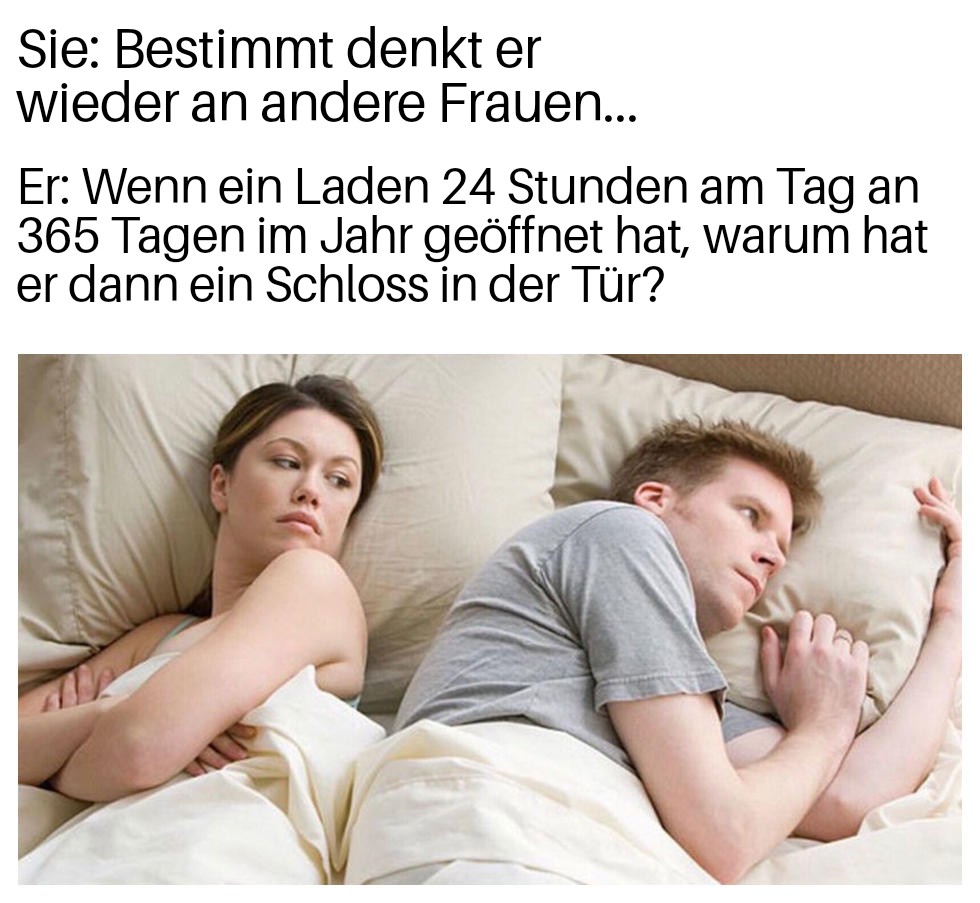 Sie: Bestimmt denkt er
wieder an andere Frauen...
Er: Wenn ein Laden 24 Stunden am Tag an
365 Tagen im Jahr geöffnet hat, warum hat
er dann ein Schloss in der Tür?